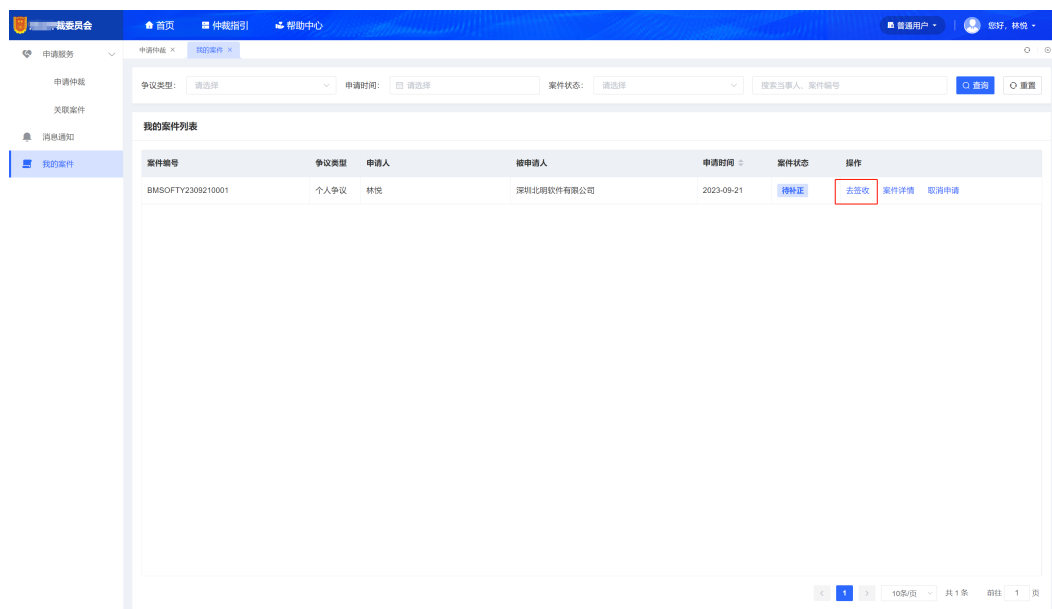 裁委员会
首页
仲裁指引
帮助中心
普通用户
您好，林悦
申请服务
申请仲裁
关联案件
消息通知
我的案件
申请仲裁 ×
我的案件 ×
争议类型： 请选择
申请时间： 请选择
案件状态： 请选择
搜索当事人、案件编号
查询
重置
我的案件列表
案件编号 争议类型 申请人 被申请人 申请时间 案件状态 操作
BMSOFTY2309210001 个人争议 林悦 深圳北明软件有限公司 2023-09-21 待补正 去签收 案件详情 取消申请
1 10条/页 共 1 条 前往 1 页